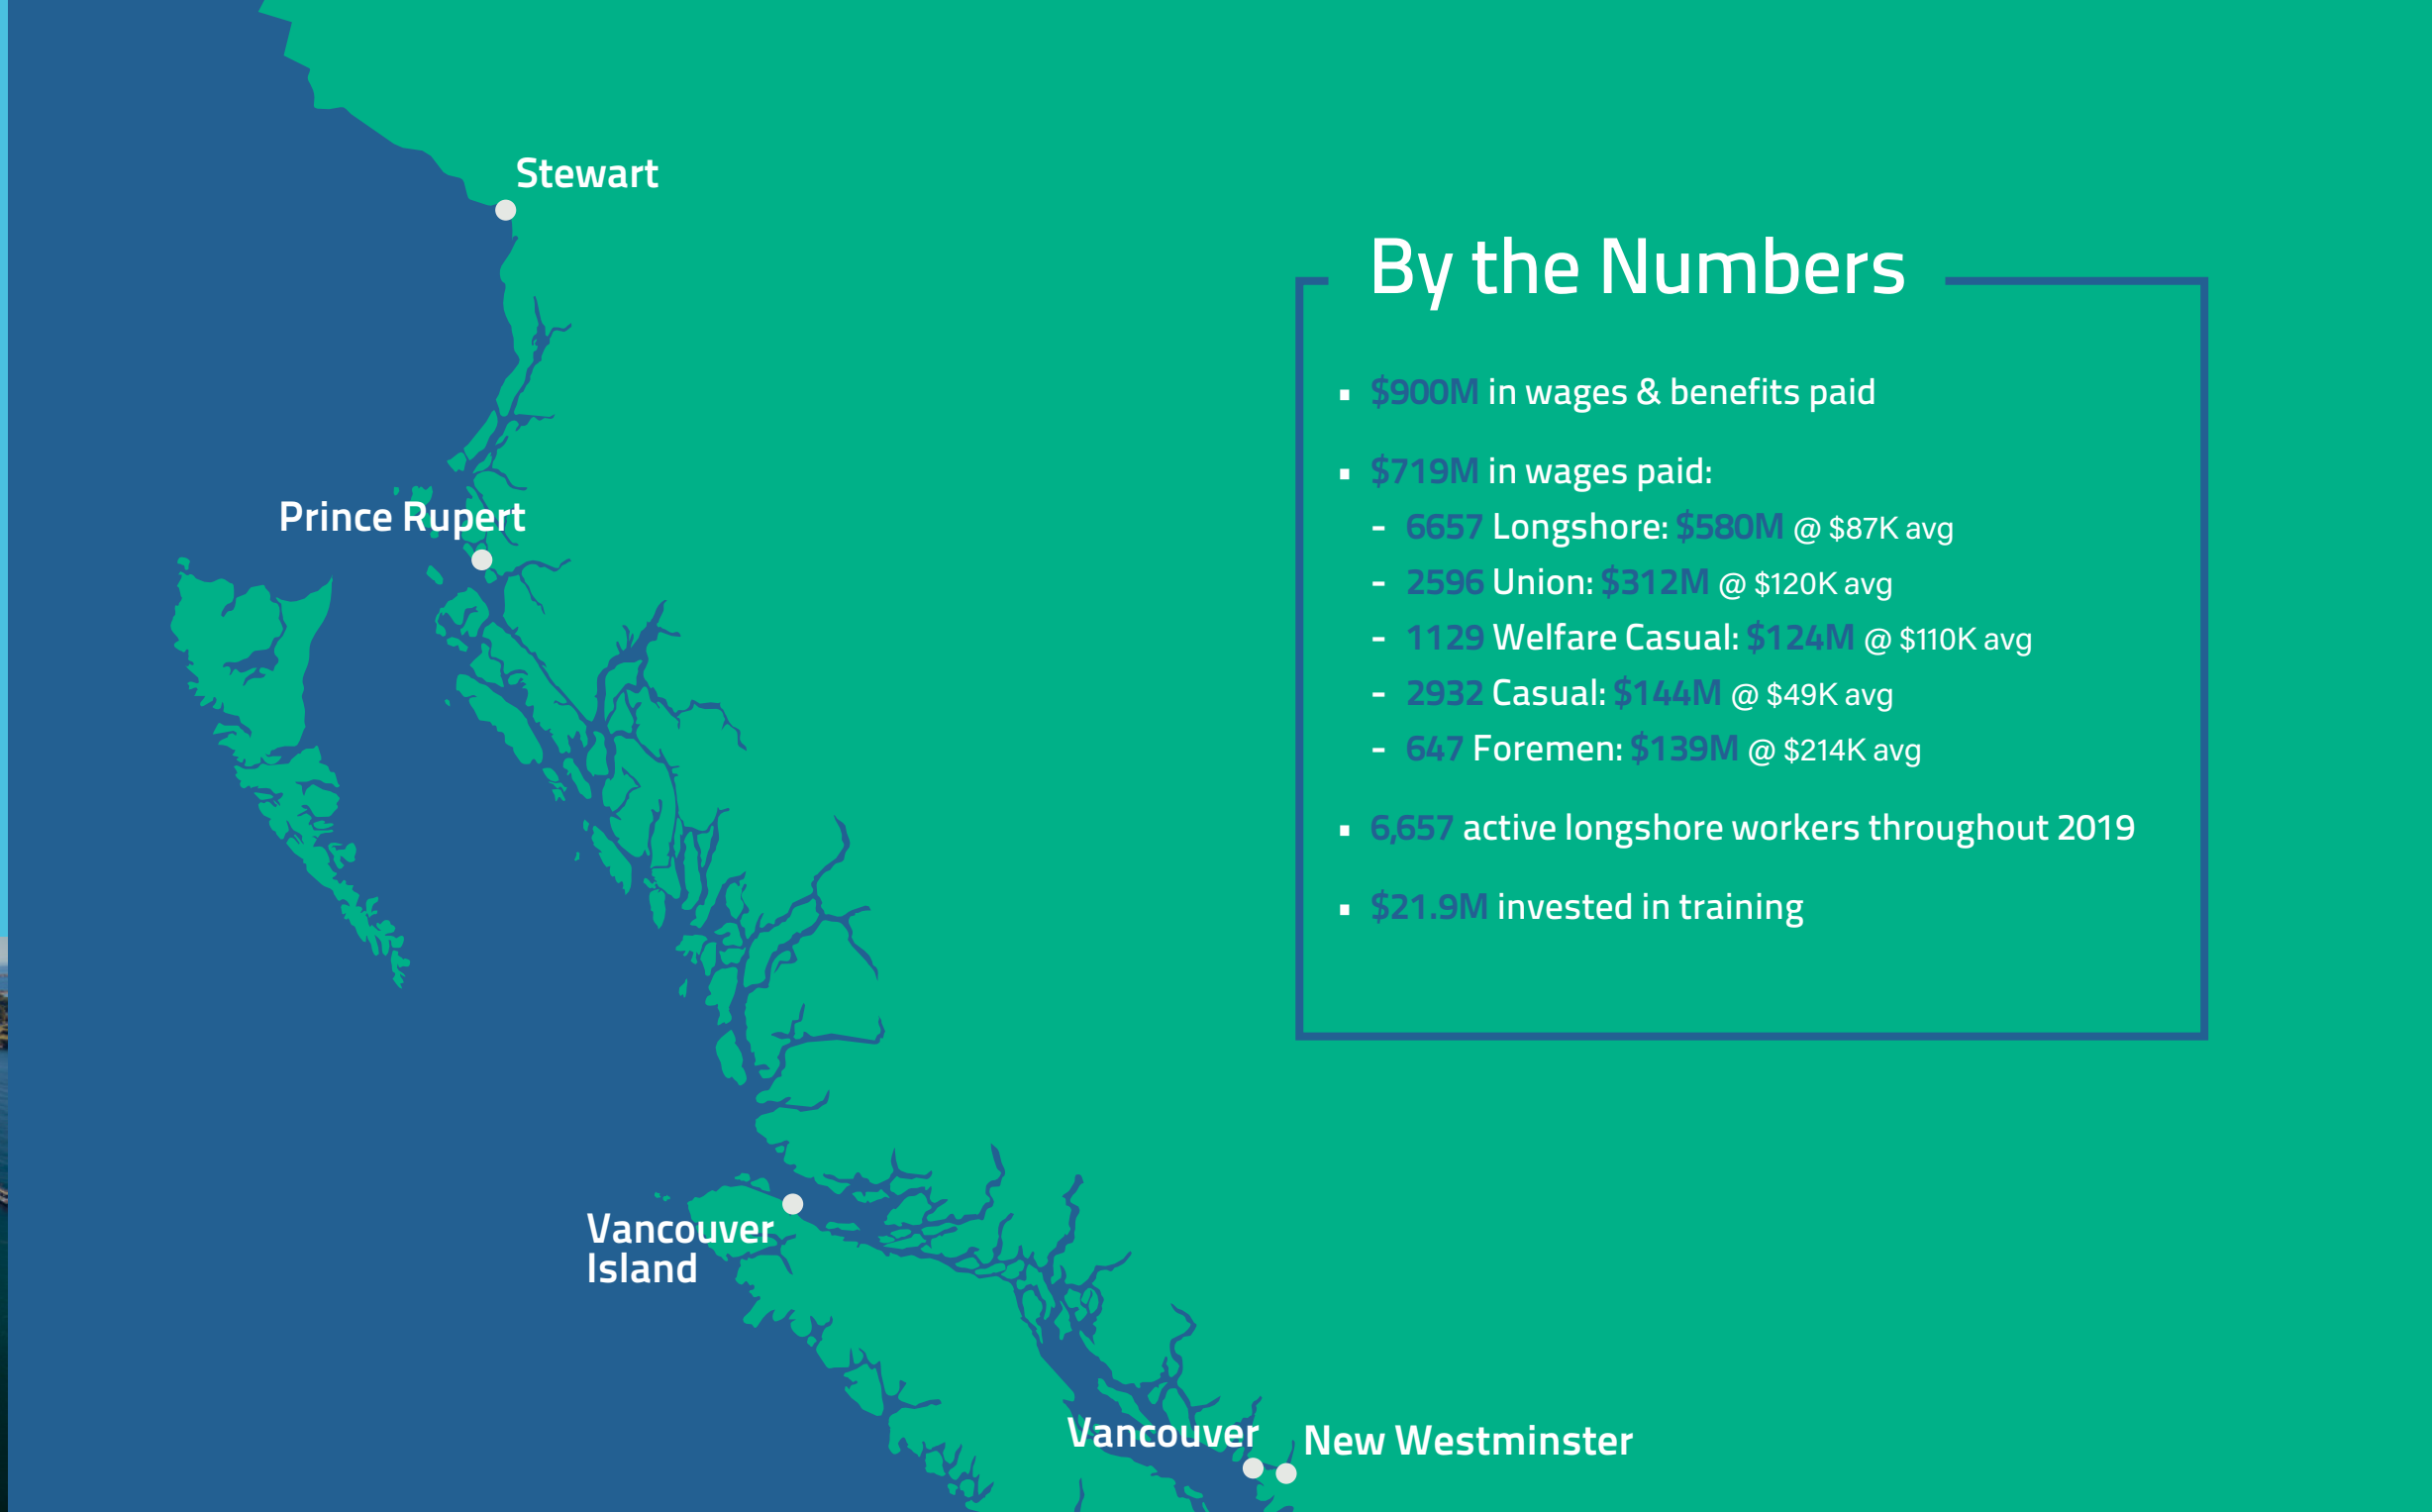 Stewart
Prince Rupert
Vancouver
Island
Vancouver
New Westminster
By the Numbers
▪ $900M in wages & benefits paid
▪ $719M in wages paid:
- 6657 Longshore: $580M @ $87K avg
- 2596 Union: $312M @ $120K avg
- 1129 Welfare Casual: $124M @ $110K avg
- 2932 Casual: $144M @ $49K avg
- 647 Foremen: $139M @ $214K avg
▪ 6,657 active longshore workers throughout 2019
▪ $21.9M invested in training